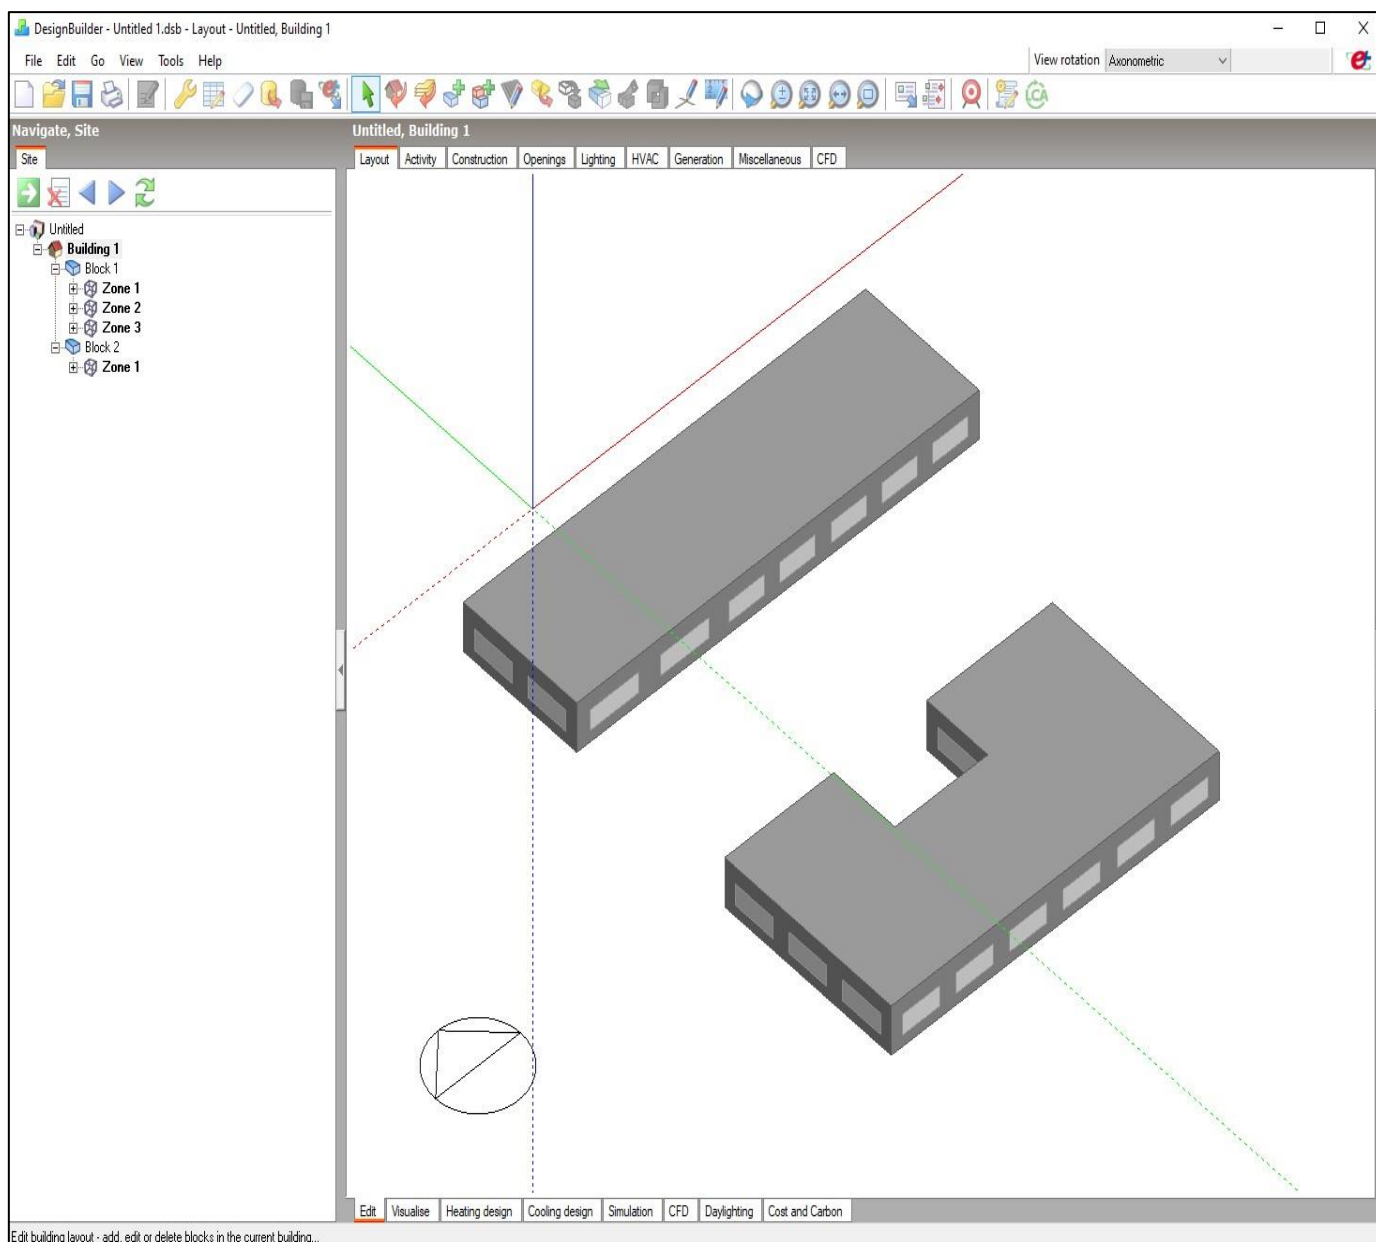 DesignBuilder - Untitled 1.dsb - Layout - Untitled, Building 1
File Edit Go View Tools Help
View rotation Axonometric
Navigate, Site
Untitled, Building 1
Site
Layout Activity Construction Openings Lighting HVAC Generation Miscellaneous CFD
Untitled
Building 1
Block 1
Zone 1
Zone 2
Zone 3
Block 2
Zone 1
Edit Visualise Heating design Cooling design Simulation CFD Daylighting Cost and Carbon
Edit building layout - add, edit or delete blocks in the current building...